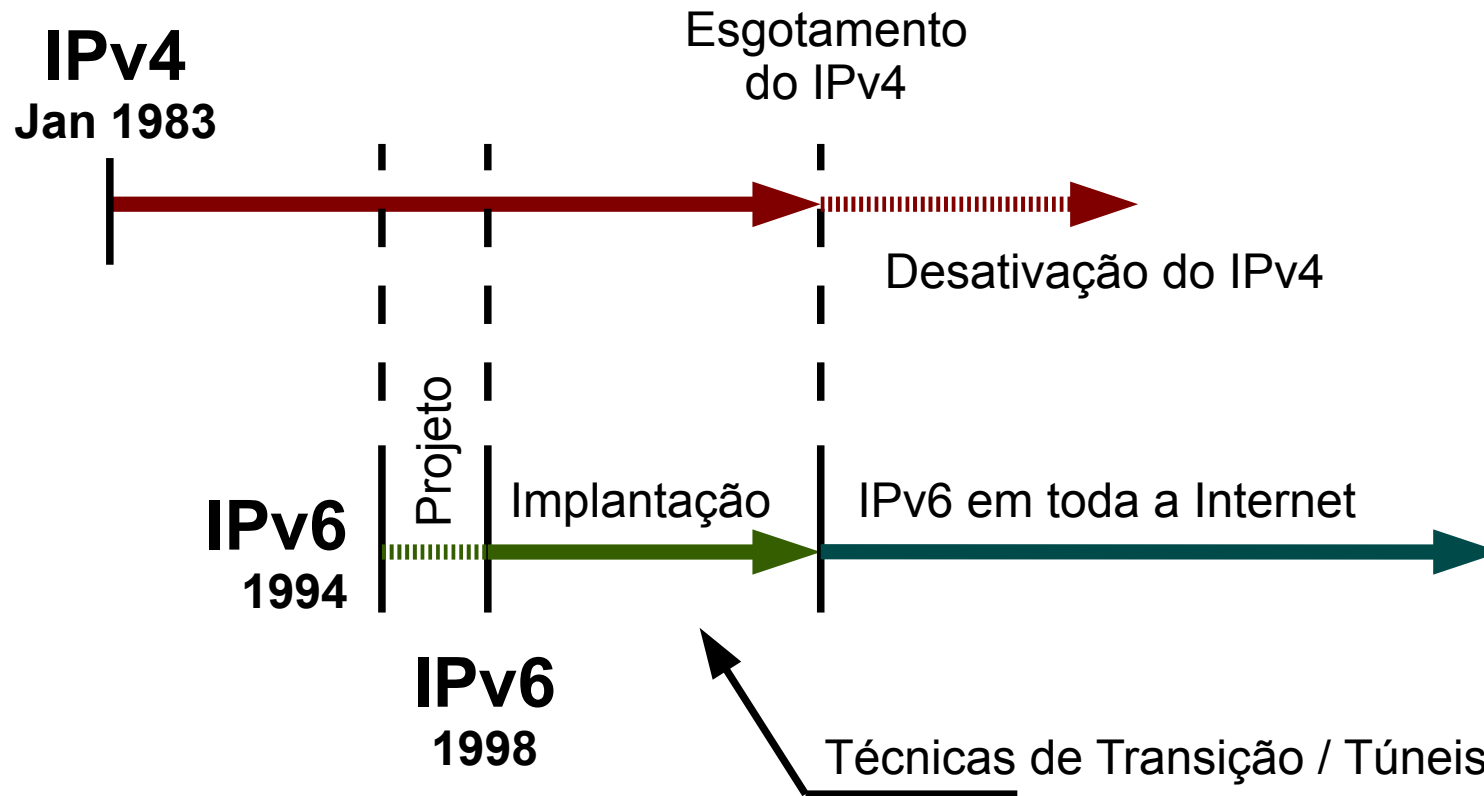 IPv4
Jan 1983
Esgotamento
do IPv4
Desativação do IPv4
Projeto
Implantação
IPv6 em toda a Internet
IPv6
1994
IPv6
1998
Técnicas de Transição / Túneis